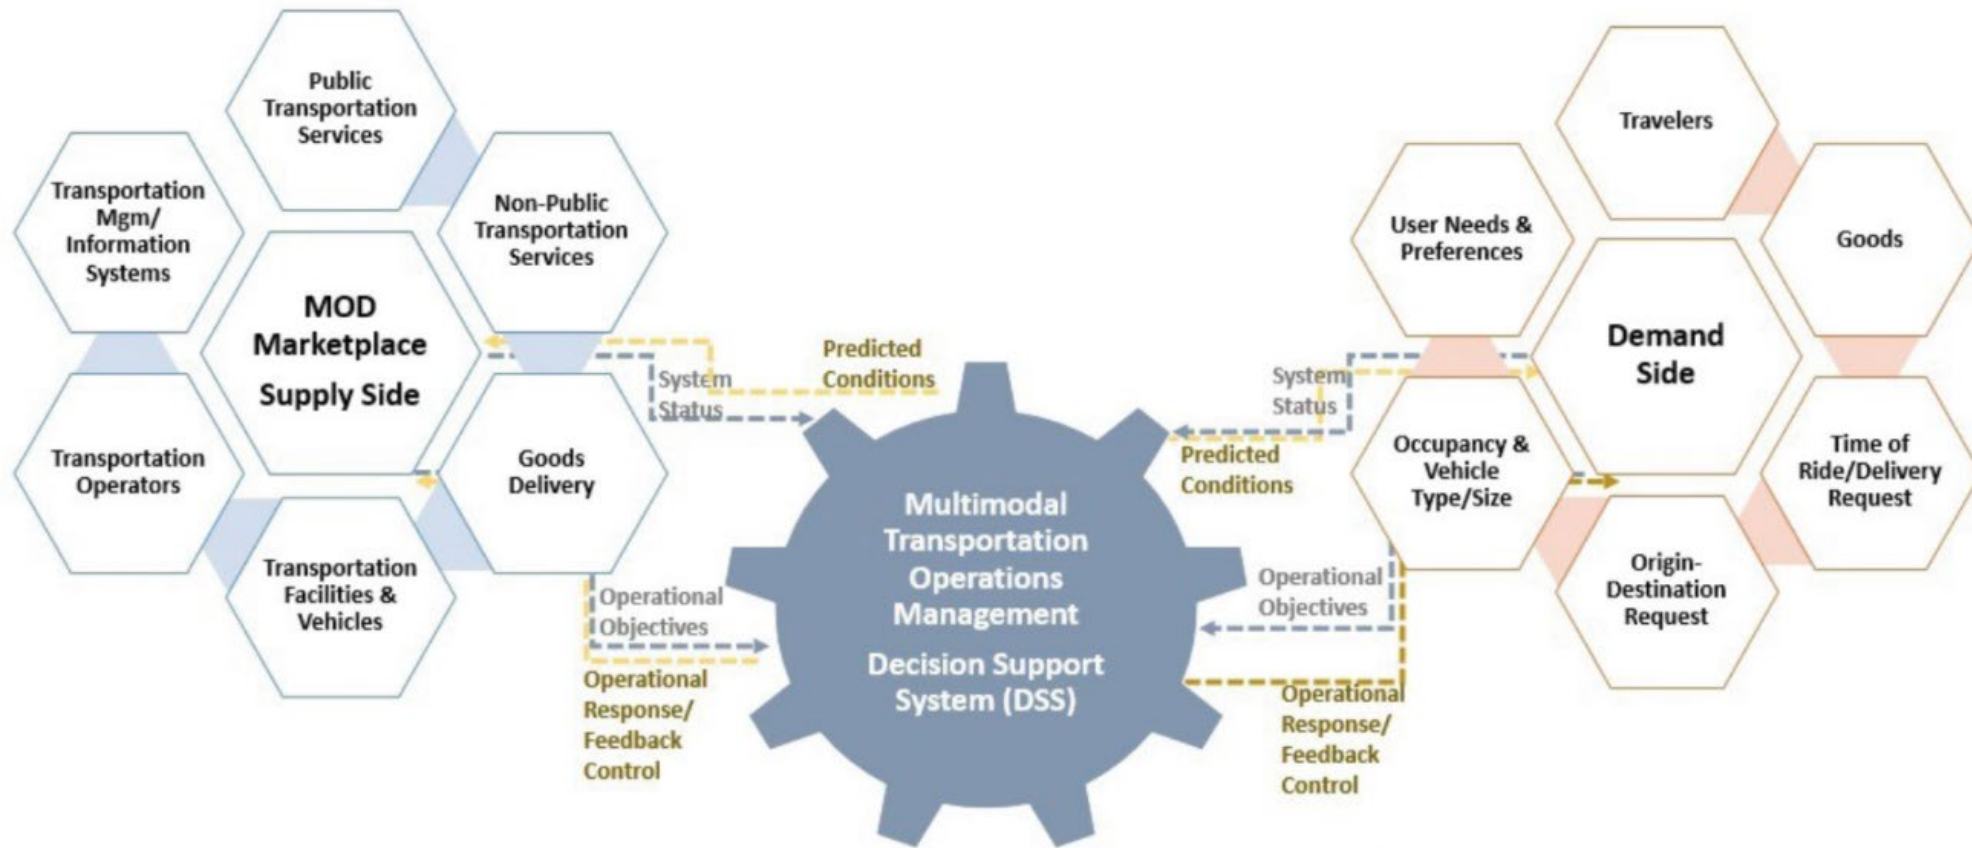 Public
Transportation
Services
Transportation
Mgm/
Information
Systems
Non-Public
Transportation
Services
MOD
Marketplace
Supply Side
Transportation
Operators
Goods
Delivery
Transportation
Facilities &
Vehicles
System
Status
Predicted
Conditions
Operational
Objectives
Operational
Response/
Feedback
Control
Multimodal
Transportation
Operations
Management
Decision Support
System (DSS)
System
Status
Predicted
Conditions
Operational
Objectives
Operational
Response/
Feedback
Control
Travelers
User Needs &
Preferences
Goods
Demand
Side
Occupancy &
Vehicle
Type/Size
Time of
Ride/Delivery
Request
Origin-
Destination
Request